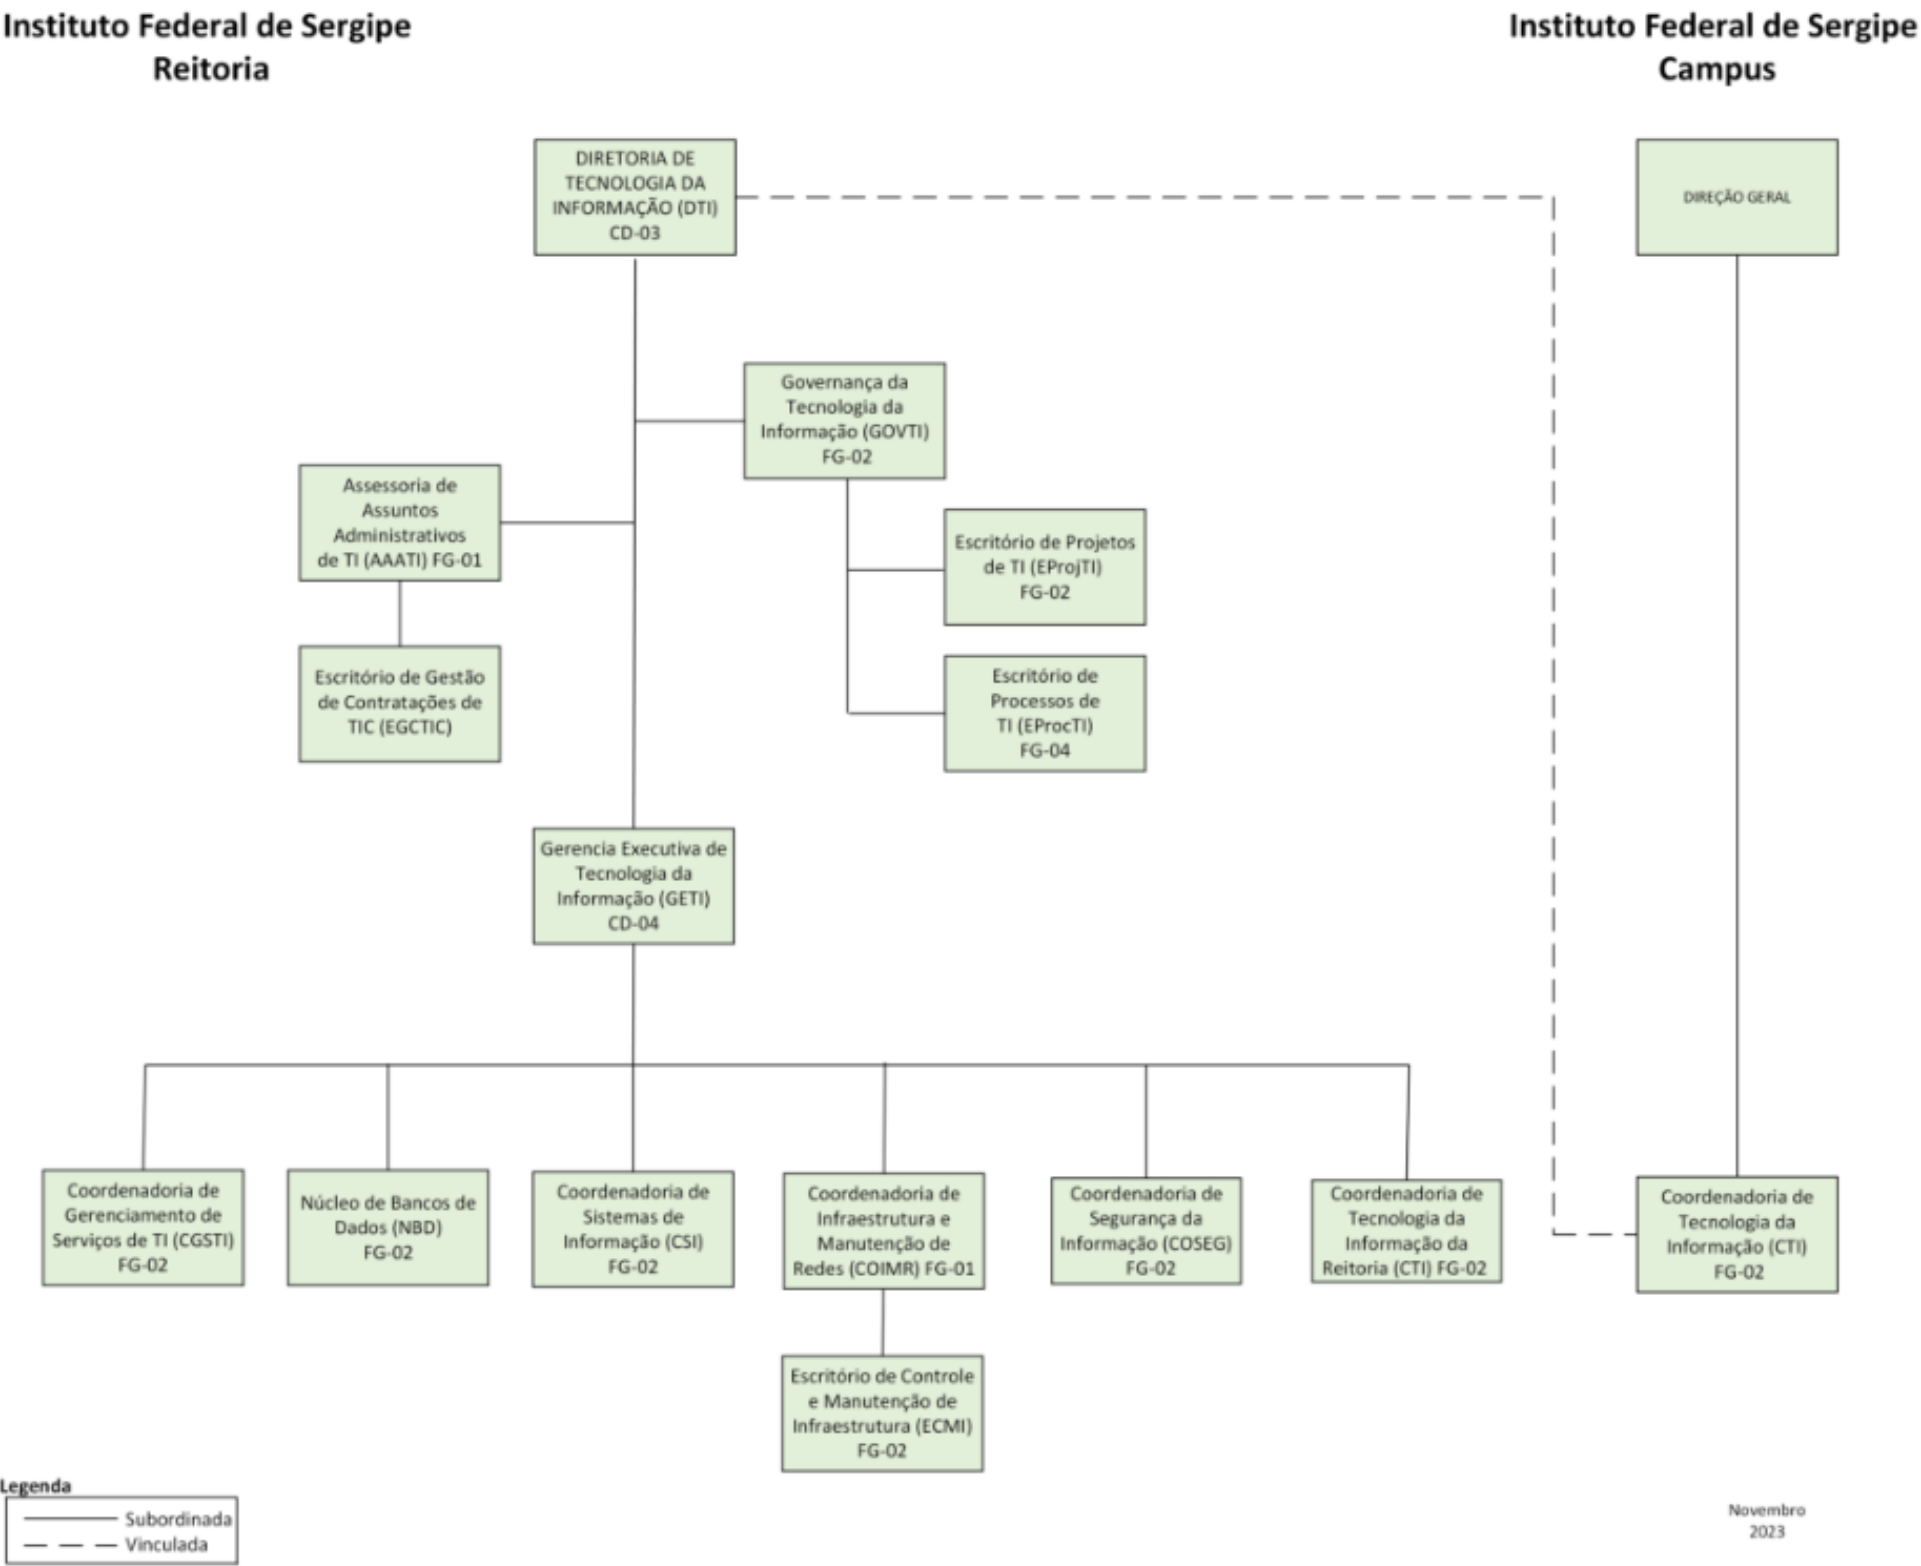 Instituto Federal de Sergipe
Reitoria
Instituto Federal de Sergipe
Campus
DIRETORIA DE
TECNOLOGIA DA
INFORMAÇÃO (DTI)
CD-03
DIREÇÃO GERAL
Governança da
Tecnologia da
Informação (GOVTI)
FG-02
Assessoria de
Assuntos
Administrativos
de TI (AAATI) FG-01
Escritório de Projetos
de TI (EProjTI)
FG-02
Escritório de Gestão
de Contratações de
TIC (EGCTIC)
Escritório de
Processos de
TI (EProcTI)
FG-04
Gerencia Executiva de
Tecnologia da
Informação (GETI)
CD-04
Coordenadoria de
Gerenciamento de
Serviços de TI (CGSTI)
FG-02
Núcleo de Bancos de
Dados (NBD)
FG-02
Coordenadoria de
Sistemas de
Informação (CSI)
FG-02
Coordenadoria de
Infraestrutura e
Manutenção de
Redes (COIMR) FG-01
Coordenadoria de
Segurança da
Informação (COSEG)
FG-02
Coordenadoria de
Tecnologia da
Informação da
Reitoria (CTI) FG-02
Coordenadoria de
Tecnologia da
Informação (CTI)
FG-02
Escritório de Controle
e Manutenção de
Infraestrutura (ECMI)
FG-02
Legenda
Subordinada
Vinculada
Novembro
2023